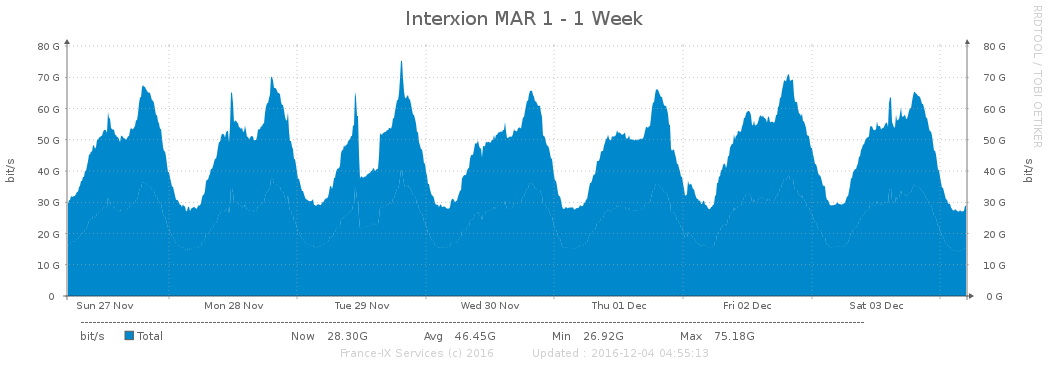 Interxion MAR 1 - 1 Week
RRDTOOL / TOBI OETIKER
bit/s
80 G
70 G
60 G
50 G
40 G
30 G
20 G
10 G
0
80 G
70 G
60 G
50 G
40 G
30 G
20 G
10 G
0 G
bit/s
Sun 27 Nov Mon 28 Nov Tue 29 Nov Wed 30 Nov Thu 01 Dec Fri 02 Dec Sat 03 Dec
bit/s Total Now 28.30G Avg 46.45G Min 26.92G Max 75.18G
France-IX Services (c) 2016 Updated : 2016-12-04 04:55:13